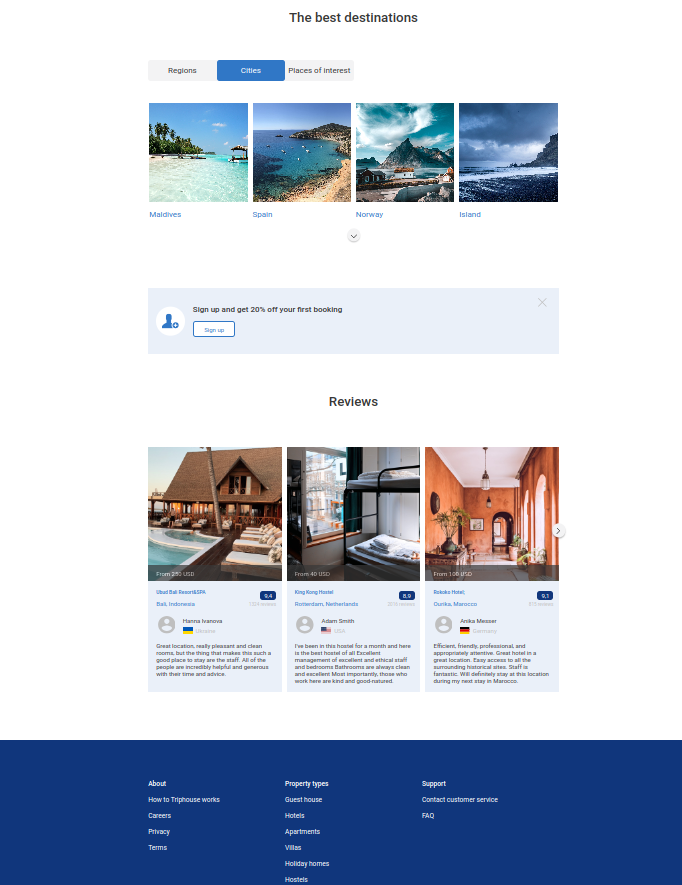 The best destinations
Regions
Cities
Places of interest
Maldives
Spain
Norway
Island
Sign up and get 20% off your first booking
Sign up
Reviews
From 230 USD
Ubud Bali Resort&SPA
9,4
Bali, Indonesia
reviews
Hanna Ivanova
Ukraine
Great location, really pleasant and clean
rooms, but the thing that makes this such a
good place to stay are the staff. All of the
people are incredibly helpful and generous
with their time and advice.
From 40 USD
King Kong Hostel
8,9
Rotterdam, Netherlands
reviews
Adam Smith
USA
I've been in this hostel for a month and here
is the best hostel of all Excellent
management of excellent and ethical staff
and bedrooms Bathrooms are always clean
and excellent Most importantly, those who
work here are kind and good-natured.
From 100 USD
Rokoko Hotel;
9,1
Ourika, Marocco
reviews
Anika Messer
Germany
Efficient, friendly, professional, and
appropriately attentive. Great hotel in a
great location. Easy access to all the
surrounding historical sites. Staff is
fantastic. Will definitely stay at this location
during my next stay in Marocco.
About
How to Triphouse works
Careers
Privacy
Terms
Property types
Guest house
Hotels
Apartments
Villas
Holiday homes
Hostels
Support
Contact customer service
FAQ